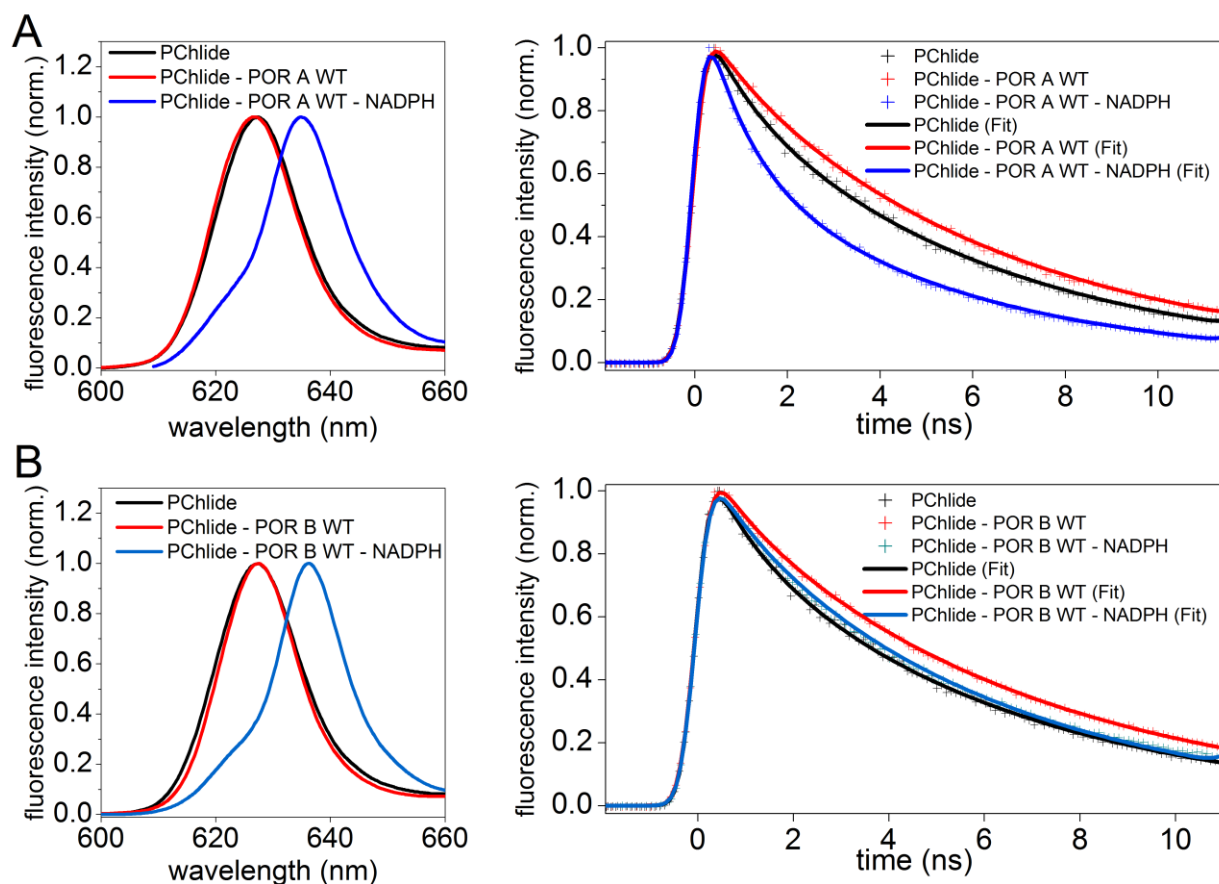 A
PChlide
PChlide - POR A WT
PChlide - POR A WT - NADPH
fluorescence intensity (norm.)
1.2
1.0
0.8
0.6
0.4
0.2
0.0
600
620
640
660
wavelength (nm)
PChlide
PChlide - POR A WT
PChlide - POR A WT - NADPH
PChlide (Fit)
PChlide - POR A WT (Fit)
PChlide - POR A WT - NADPH (Fit)
fluorescence intensity (norm.)
1.0
0.8
0.6
0.4
0.2
0.0
0
2
4
6
8
10
time (ns)
B
PChlide
PChlide - POR B WT
PChlide - POR B WT - NADPH
fluorescence intensity (norm.)
1.2
1.0
0.8
0.6
0.4
0.2
0.0
600
620
640
660
wavelength (nm)
PChlide
PChlide - POR B WT
PChlide - POR B WT - NADPH
PChlide (Fit)
PChlide - POR B WT (Fit)
PChlide - POR B WT - NADPH (Fit)
fluorescence intensity (norm.)
1.0
0.8
0.6
0.4
0.2
0.0
0
2
4
6
8
10
time (ns)